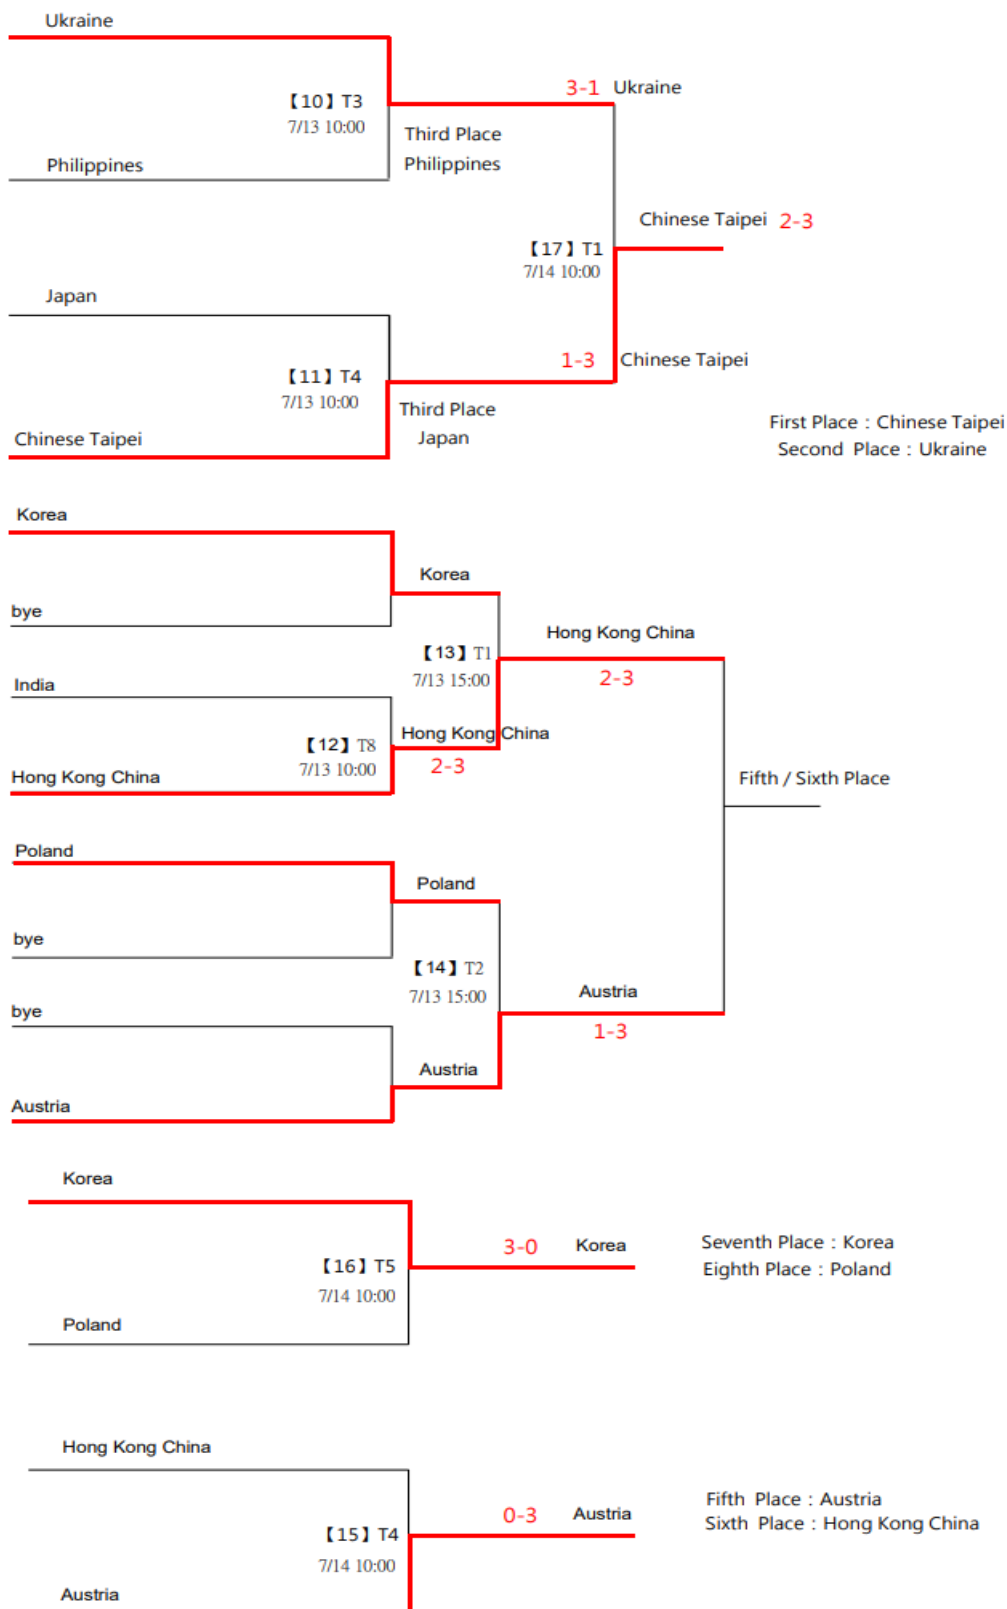 Ukraine
3-1 Ukraine
【10】T3
7/13 10:00
Third Place
Philippines
Philippines
Chinese Taipei 2-3
【17】T1
7/14 10:00
Japan
1-3 Chinese Taipei
【11】T4
7/13 10:00
Third Place
Japan
Chinese Taipei
First Place : Chinese Taipei
Second Place : Ukraine
Korea
Korea
bye
Hong Kong China
【13】T1
7/13 15:00
2-3
India
Hong Kong China
【12】T8
7/13 10:00
2-3
Hong Kong China
Fifth / Sixth Place
Poland
Poland
bye
【14】T2
7/13 15:00
Austria
bye
1-3
Austria
Austria
Korea
3-0 Korea
Seventh Place : Korea
Eighth Place : Poland
【16】T5
7/14 10:00
Poland
Hong Kong China
0-3 Austria
Fifth Place : Austria
Sixth Place : Hong Kong China
【15】T4
7/14 10:00
Austria